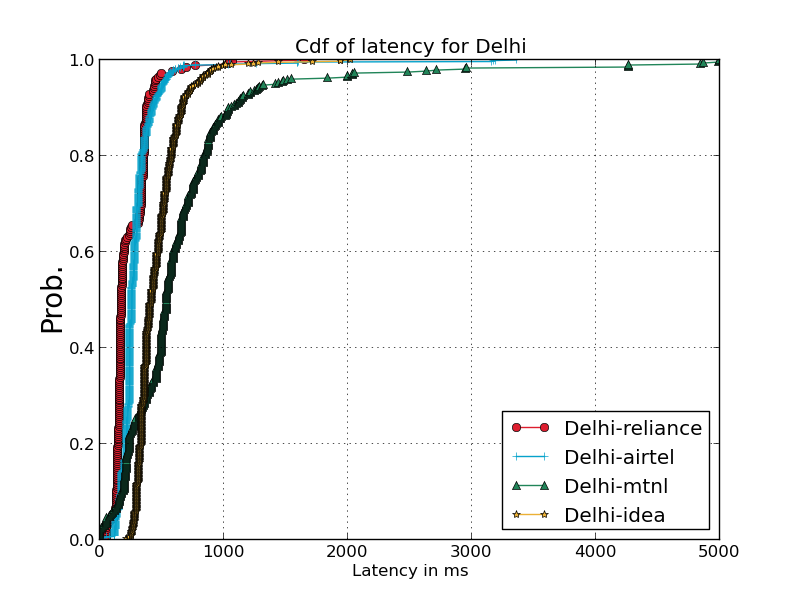 Cdf of latency for Delhi
1.0
0.8
0.6
0.4
0.2
0.0
Prob.
0 1000 2000 3000 4000 5000
Latency in ms
Delhi-reliance
Delhi-airtel
Delhi-mtnl
Delhi-idea